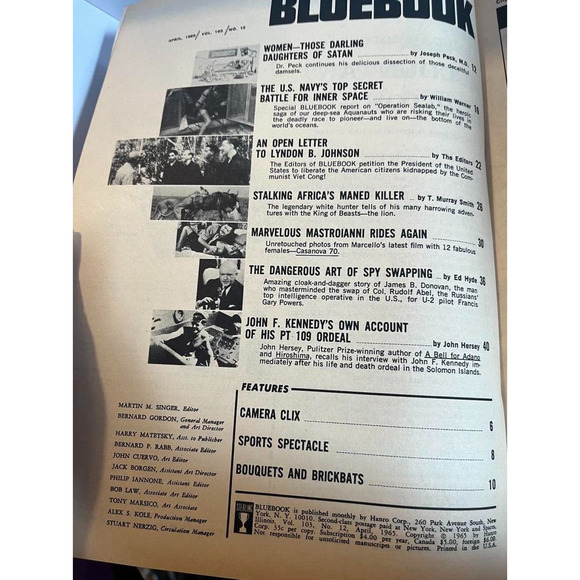 BLUEBOOK
APRIL, 1965 / VOL. 103 / NO. 12
WOMEN—THOSE DARLING
DAUGHTERS OF SATAN by Joseph Peck, M.D. 12
Dr. Peck continues his delicious dissection of those deceitful
damsels.
THE U.S. NAVY'S TOP SECRET
BATTLE FOR INNER SPACE by William Warner 16
Special BLUEBOOK report on "Operation Sealab," the heroic
saga of our deep-sea Aquanauts who are risking their lives in
the deadly race to pioneer—and live on—the bottom of the
world's oceans.
AN OPEN LETTER
TO LYNDON B. JOHNSON by The Editors 22
The Editors of BLUEBOOK petition the President of the United
States to liberate the American citizens kidnapped by the Com-
munist Viet Cong!
STALKING AFRICA'S MANED KILLER by T. Murray Smith 26
The legendary white hunter tells of his many harrowing adven-
tures with the King of Beasts—the lion.
MARVELOUS MASTROIANNI RIDES AGAIN 30
Unretouched photos from Marcello's latest film with 12 fabulous
females—Casanova 70.
THE DANGEROUS ART OF SPY SWAPPING by Ed Hyde 36
Amazing cloak-and-dagger story of James B. Donovan, the man
who masterminded the swap of Col. Rudolf Abel, the Russians'
top intelligence operative in the U.S., for U-2 pilot Francis
Gary Powers.
JOHN F. KENNEDY'S OWN ACCOUNT
OF HIS PT 109 ORDEAL by John Hersey 40
John Hersey, Pulitzer Prize-winning author of A Bell for Adano
and Hiroshima, recalls his interview with John F. Kennedy im-
mediately after his life and death ordeal in the Solomon Islands.
FEATURES
CAMERA CLIX 6
SPORTS SPECTACLE 8
BOUQUETS AND BRICKBATS 10
MARTIN M. SINGER, Editor
BERNARD GORDON, General Manager
and Art Director
HARRY MATETSKY, Asst. to Publisher
BERNARD P. RABB, Associate Editor
JOHN CUERVO, Art Editor
JACK BORGEN, Assistant Art Director
PHILIP IANNONE, Assistant Editor
BOB LAW, Associate Art Editor
TONY MARSICO, Art Associate
ALEX S. KOLE, Production Manager
STUART NERZIG, Circulation Manager
STERLING
GROUP
BLUEBOOK is published monthly by Hanro Corp., 260 Park Avenue South, New
York, N. Y. 10010. Second-class postage paid at New York, New York and Sparta,
Illinois. Vol. 103, No. 12, April, 1965. Copyright © 1965 by Hanro
Corp. 35c per copy. Subscription $4.00 per year, Canada $5.00, foreign $6.00.
Not responsible for unsolicited manuscripts or pictures. Printed in the U.S.A.